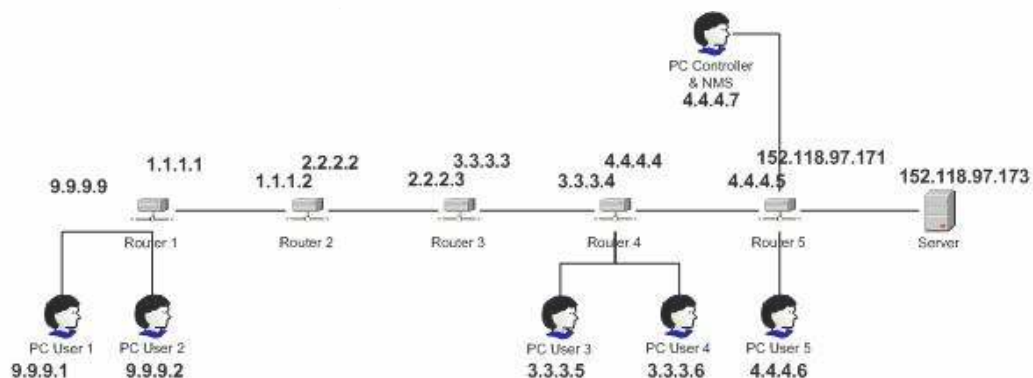 PC Controller
& NMS
4.4.4.7
9.9.9.9
1.1.1.1
1.1.1.2
2.2.2.2
2.2.2.3
3.3.3.3
3.3.3.4
4.4.4.4
4.4.4.5
152.118.97.171
152.118.97.173
Router 1
Router 2
Router 3
Router 4
Router 5
Server
PC User 1
9.9.9.1
PC User 2
9.9.9.2
PC User 3
3.3.3.5
PC User 4
3.3.3.6
PC User 5
4.4.4.6